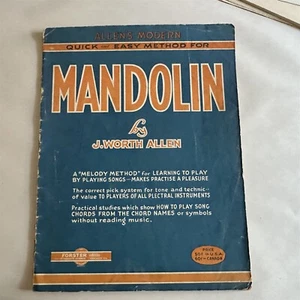 ALLEN'S MODERN
QUICK AND EASY METHOD FOR
MANDOLIN
by
J. WORTH ALLEN
A "MELODY METHOD" for LEARNING TO PLAY
BY PLAYING SONGS—MAKES PRACTISE A PLEASURE
The correct pick system for tone and technic—
of value TO PLAYERS OF ALL PLECTRAL INSTRUMENTS
Practical studies which show HOW TO PLAY SONG
CHORDS FROM THE CHORD NAMES or symbols
without reading music.
FORSTER
PRICE
IN U.S.A.